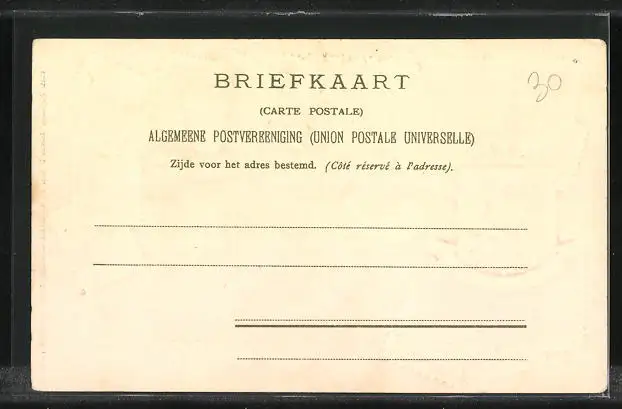 BRIEFKAART
30
(CARTE POSTALE)
ALGEMEENE POSTVEREENIGING (UNION POSTALE UNIVERSELLE)
Zijde voor het adres bestemd. (Côté réservé à l'adresse).